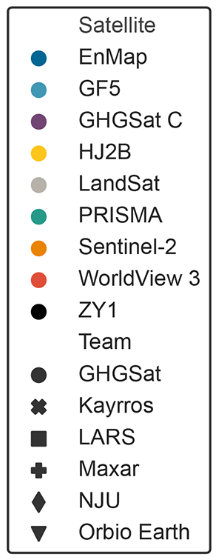 Satellite
EnMap
GF5
GHGSat C
HJ2B
LandSat
PRISMA
Sentinel-2
WorldView 3
ZY1
Team
GHGSat
Kayrros
LARS
Maxar
NJU
Orbio Earth